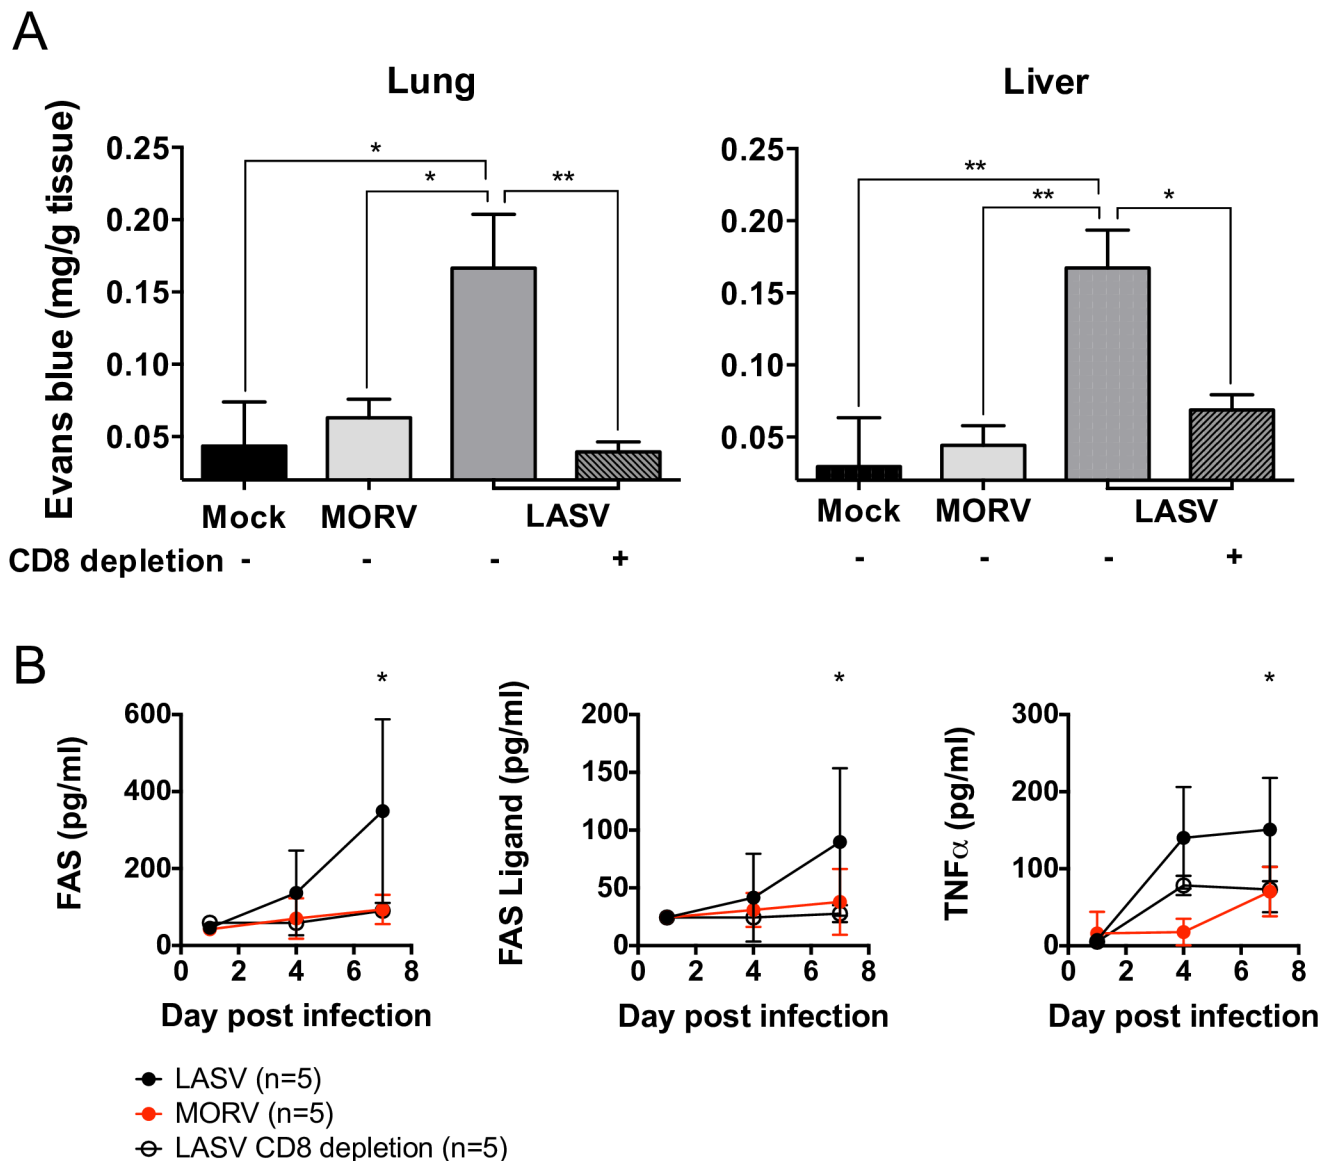 A
Lung
Liver
Evans blue (mg/g tissue)
0.25
0.20
0.15
0.10
0.05
*
*
**
Mock MORV LASV
CD8 depletion - - - +
0.25
0.20
0.15
0.10
0.05
**
**
*
Mock MORV LASV
- - - +
B
FAS (pg/ml)
*
600
400
200
0
0 2 4 6 8
Day post infection
FAS Ligand (pg/ml)
*
200
150
100
50
0
0 2 4 6 8
Day post infection
TNFα (pg/ml)
*
300
200
100
0
0 2 4 6 8
Day post infection
LASV (n=5)
MORV (n=5)
LASV CD8 depletion (n=5)